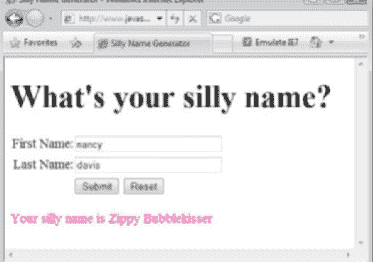 Silly Name Generator - Windows Internet Explorer
http://www.javas...
Google
Favorites
Silly Name Generator
Emulate IE7
What's your silly name?
First Name: nancy
Last Name: davis
Submit Reset
Your silly name is Zippy Bubblekisser